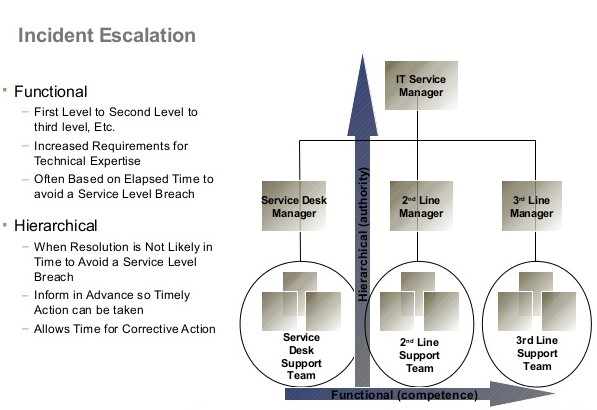 Incident Escalation
Functional
– First Level to Second Level to
third level, Etc.
– Increased Requirements for
Technical Expertise
– Often Based on Elapsed Time to
avoid a Service Level Breach
Hierarchical
– When Resolution is Not Likely in
Time to Avoid a Service Level
Breach
– Inform in Advance so Timely
Action can be taken
– Allows Time for Corrective Action
IT Service
Manager
Service Desk
Manager
2nd Line
Manager
3rd Line
Manager
Hierarchical (authority)
Service
Desk
Support
Team
2nd Line
Support
Team
3rd Line
Support
Team
Functional (competence)